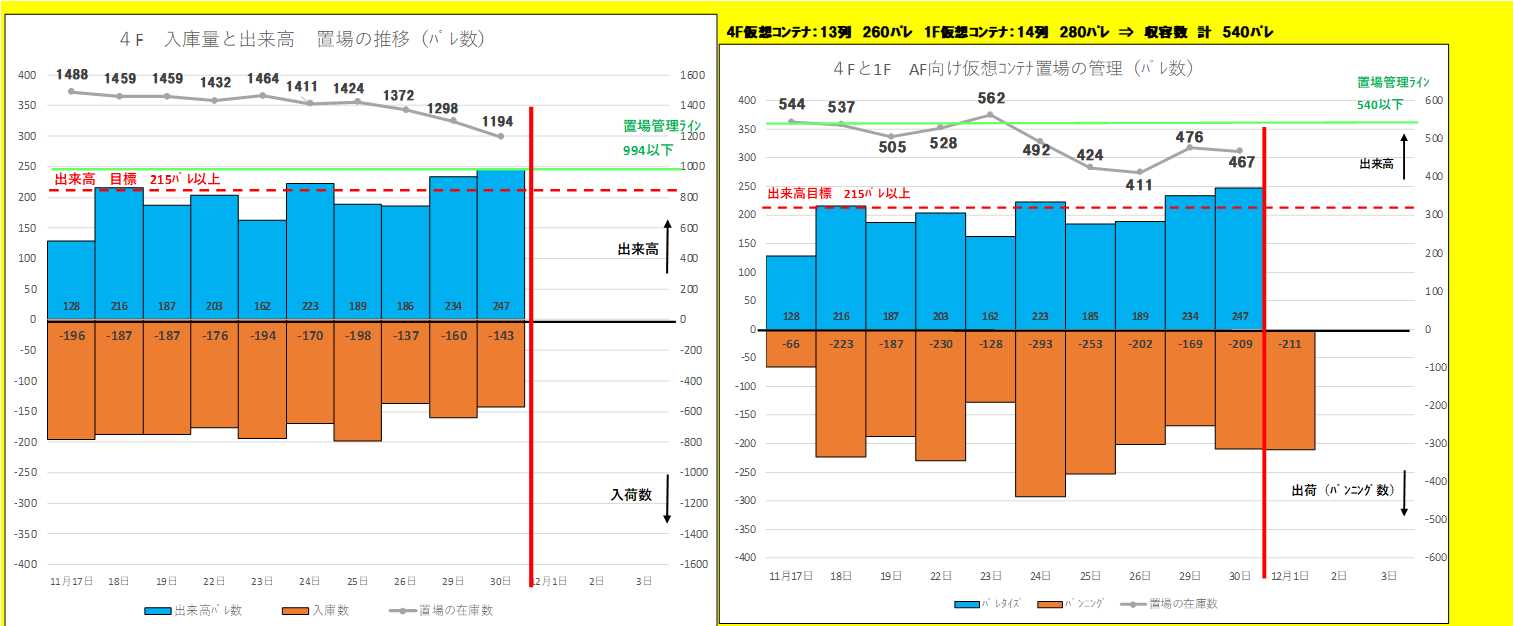 ４F　入庫量と出来高　置場の推移（ﾊﾟﾚ数）
1488 1459 1459 1432 1464 1411 1424 1372 1298 1194
置場管理ﾗｲﾝ
994以下
出来高　目標　215ﾊﾟﾚ以上
400 350 300 250 200 150 100 50 0 -50 -100 -150 -200 -250 -300 -350 -400
1600 1400 1200 1000 800 600 400 200 0 -200 -400 -600 -800 -1000 -1200 -1400 -1600
出来高
128 216 187 203 162 223 189 186 234 247
-196 -187 -187 -176 -194 -170 -198 -137 -160 -143
入荷数
11月17日 18日 19日 22日 23日 24日 25日 26日 29日 30日 12月1日 2日 3日
出来高ﾊﾟﾚ数 入庫数 置場の在庫数
4F仮想ｺﾝﾃﾅ：13列　260ﾊﾟﾚ　1F仮想ｺﾝﾃﾅ：14列　280ﾊﾟﾚ　⇒　収容数　計　540ﾊﾟﾚ
４Fと1F　AF向け仮想ｺﾝﾃﾅ置場の管理（ﾊﾟﾚ数）
置場管理ﾗｲﾝ
540以下
544 537 505 528 562 492 424 411 476 467
出来高目標　215ﾊﾟﾚ以上
400 350 300 250 200 150 100 50 0 -50 -100 -150 -200 -250 -300 -350 -400
600 500 400 300 200 100 0 -100 -200 -300 -400 -500 -600
出来高
128 216 187 203 162 223 185 189 234 247
-66 -223 -187 -230 -128 -293 -253 -202 -169 -209 -211
出荷（ﾊﾞﾝﾆﾝｸﾞ数）
11月17日 18日 19日 22日 23日 24日 25日 26日 29日 30日 12月1日 2日 3日
ﾊﾟﾚﾀｲｽﾞ ﾊﾞﾝﾆﾝｸﾞ 置場の在庫数